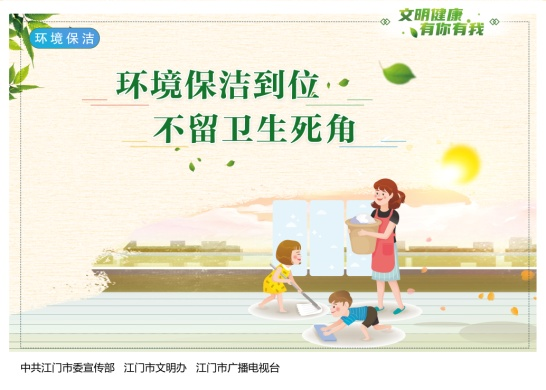 文明健康
有你有我
环境保洁
环境保洁到位
不留卫生死角
中共江门市委宣传部 江门市文明办 江门市广播电视台